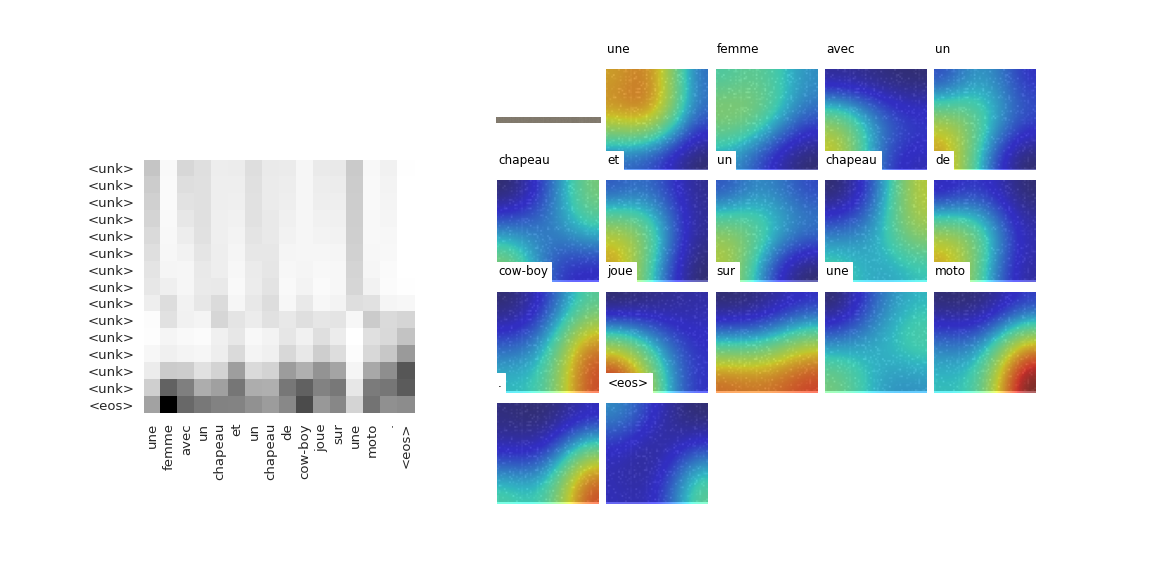 <unk>
<unk>
<unk>
<unk>
<unk>
<unk>
<unk>
<unk>
<unk>
<unk>
<unk>
<unk>
<unk>
<unk>
<eos>
une femme avec un chapeau et un chapeau de cow-boy joue sur une moto . <eos>
une femme avec un
chapeau et un chapeau de
cow-boy joue sur une moto
. <eos>